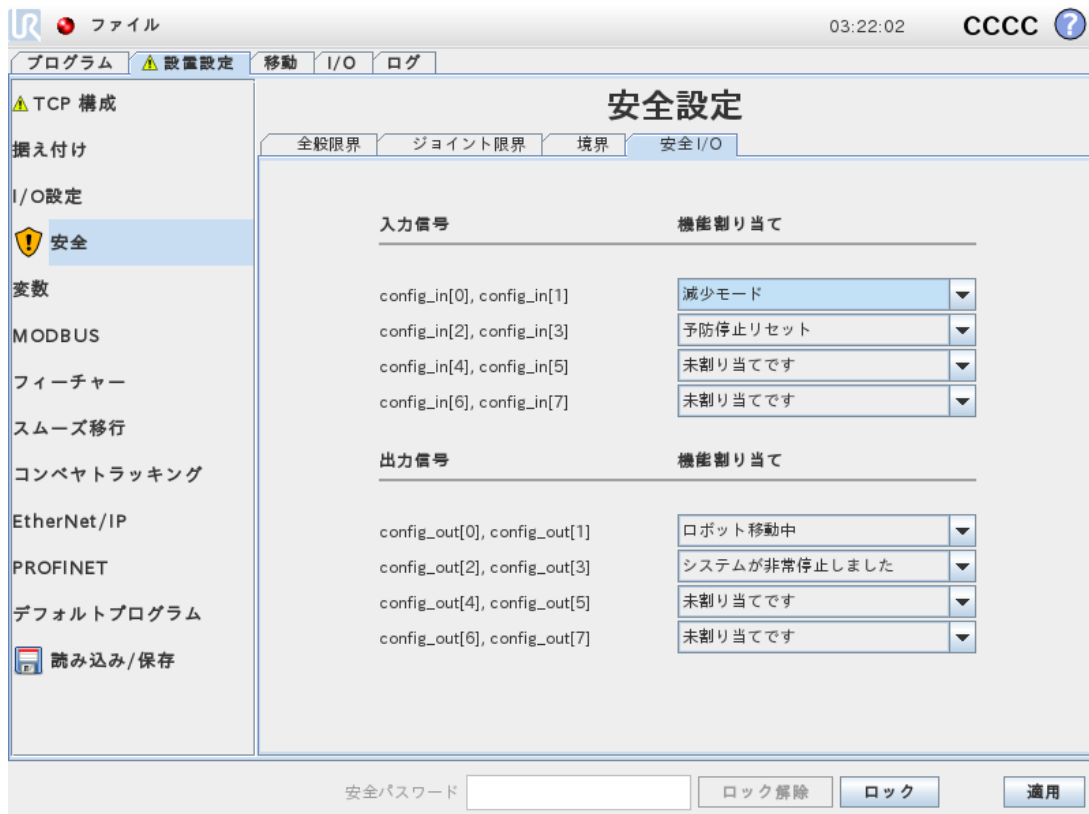 UR ファイル 03:22:02 CCCC ?
プログラム 設置設定 移動 I/O ログ
TCP 構成
据え付け
I/O設定
安全
変数
MODBUS
フィーチャー
スムーズ移行
コンベヤトラッキング
EtherNet/IP
PROFINET
デフォルトプログラム
読み込み/保存
安全設定
全般限界 ジョイント限界 境界 安全I/O
入力信号 機能割り当て
config_in[0], config_in[1] 減少モード
config_in[2], config_in[3] 予防停止リセット
config_in[4], config_in[5] 未割り当てです
config_in[6], config_in[7] 未割り当てです
出力信号 機能割り当て
config_out[0], config_out[1] ロボット移動中
config_out[2], config_out[3] システムが非常停止しました
config_out[4], config_out[5] 未割り当てです
config_out[6], config_out[7] 未割り当てです
安全パスワード ロック解除 ロック 適用